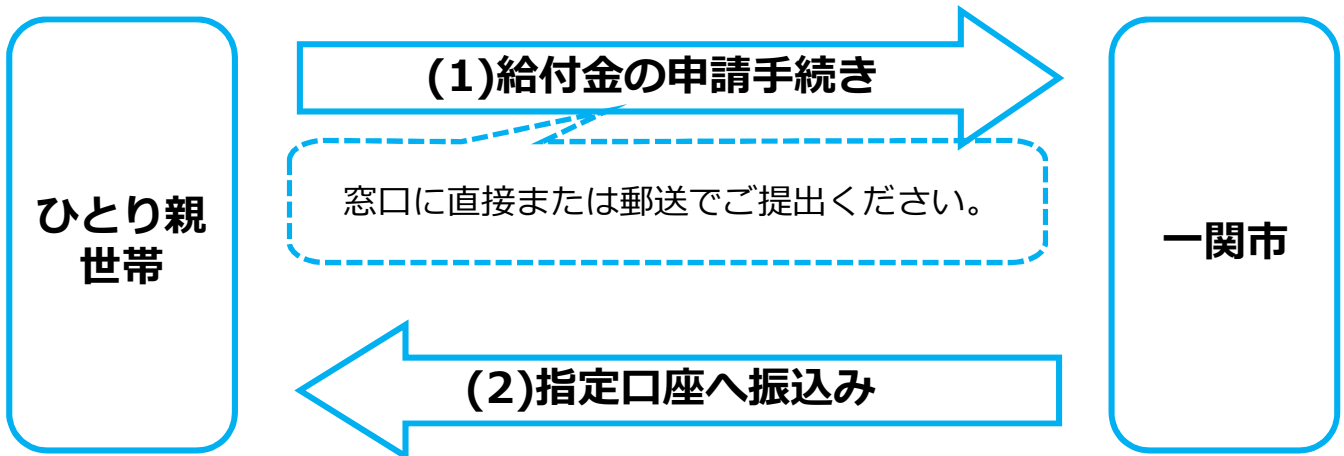 (1)給付金の申請手続き
窓口に直接または郵送でご提出ください。
ひとり親
世帯
一関市
(2)指定口座へ振込み